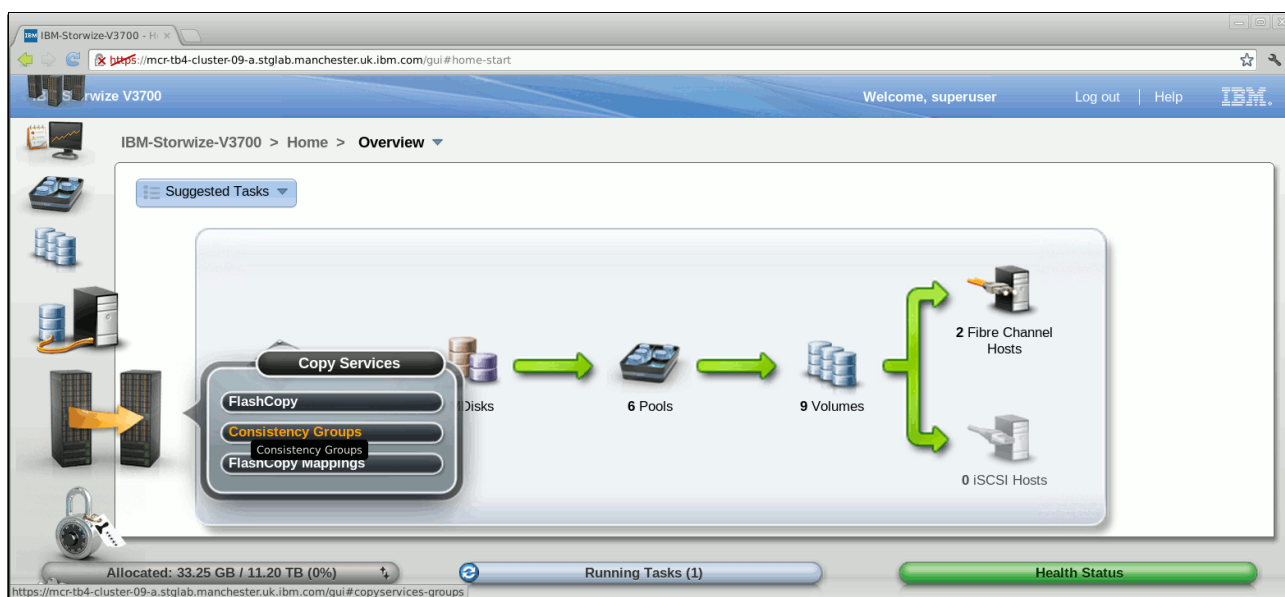 IBM-Storwize-V3700 - H
https://mcr-tb4-cluster-09-a.stglab.manchester.uk.ibm.com/gui#home-start
rwize V3700
Welcome, superuser
Log out
Help
IBM.
IBM-Storwize-V3700 > Home > Overview
Suggested Tasks
Copy Services
FlashCopy
Consistency Groups
Consistency Groups
FlashCopy Mappings
Disks
6 Pools
9 Volumes
2 Fibre Channel
Hosts
0 iSCSI Hosts
Allocated: 33.25 GB / 11.20 TB (0%)
Running Tasks (1)
Health Status
https://mcr-tb4-cluster-09-a.stglab.manchester.uk.ibm.com/gui#copyservices-groups